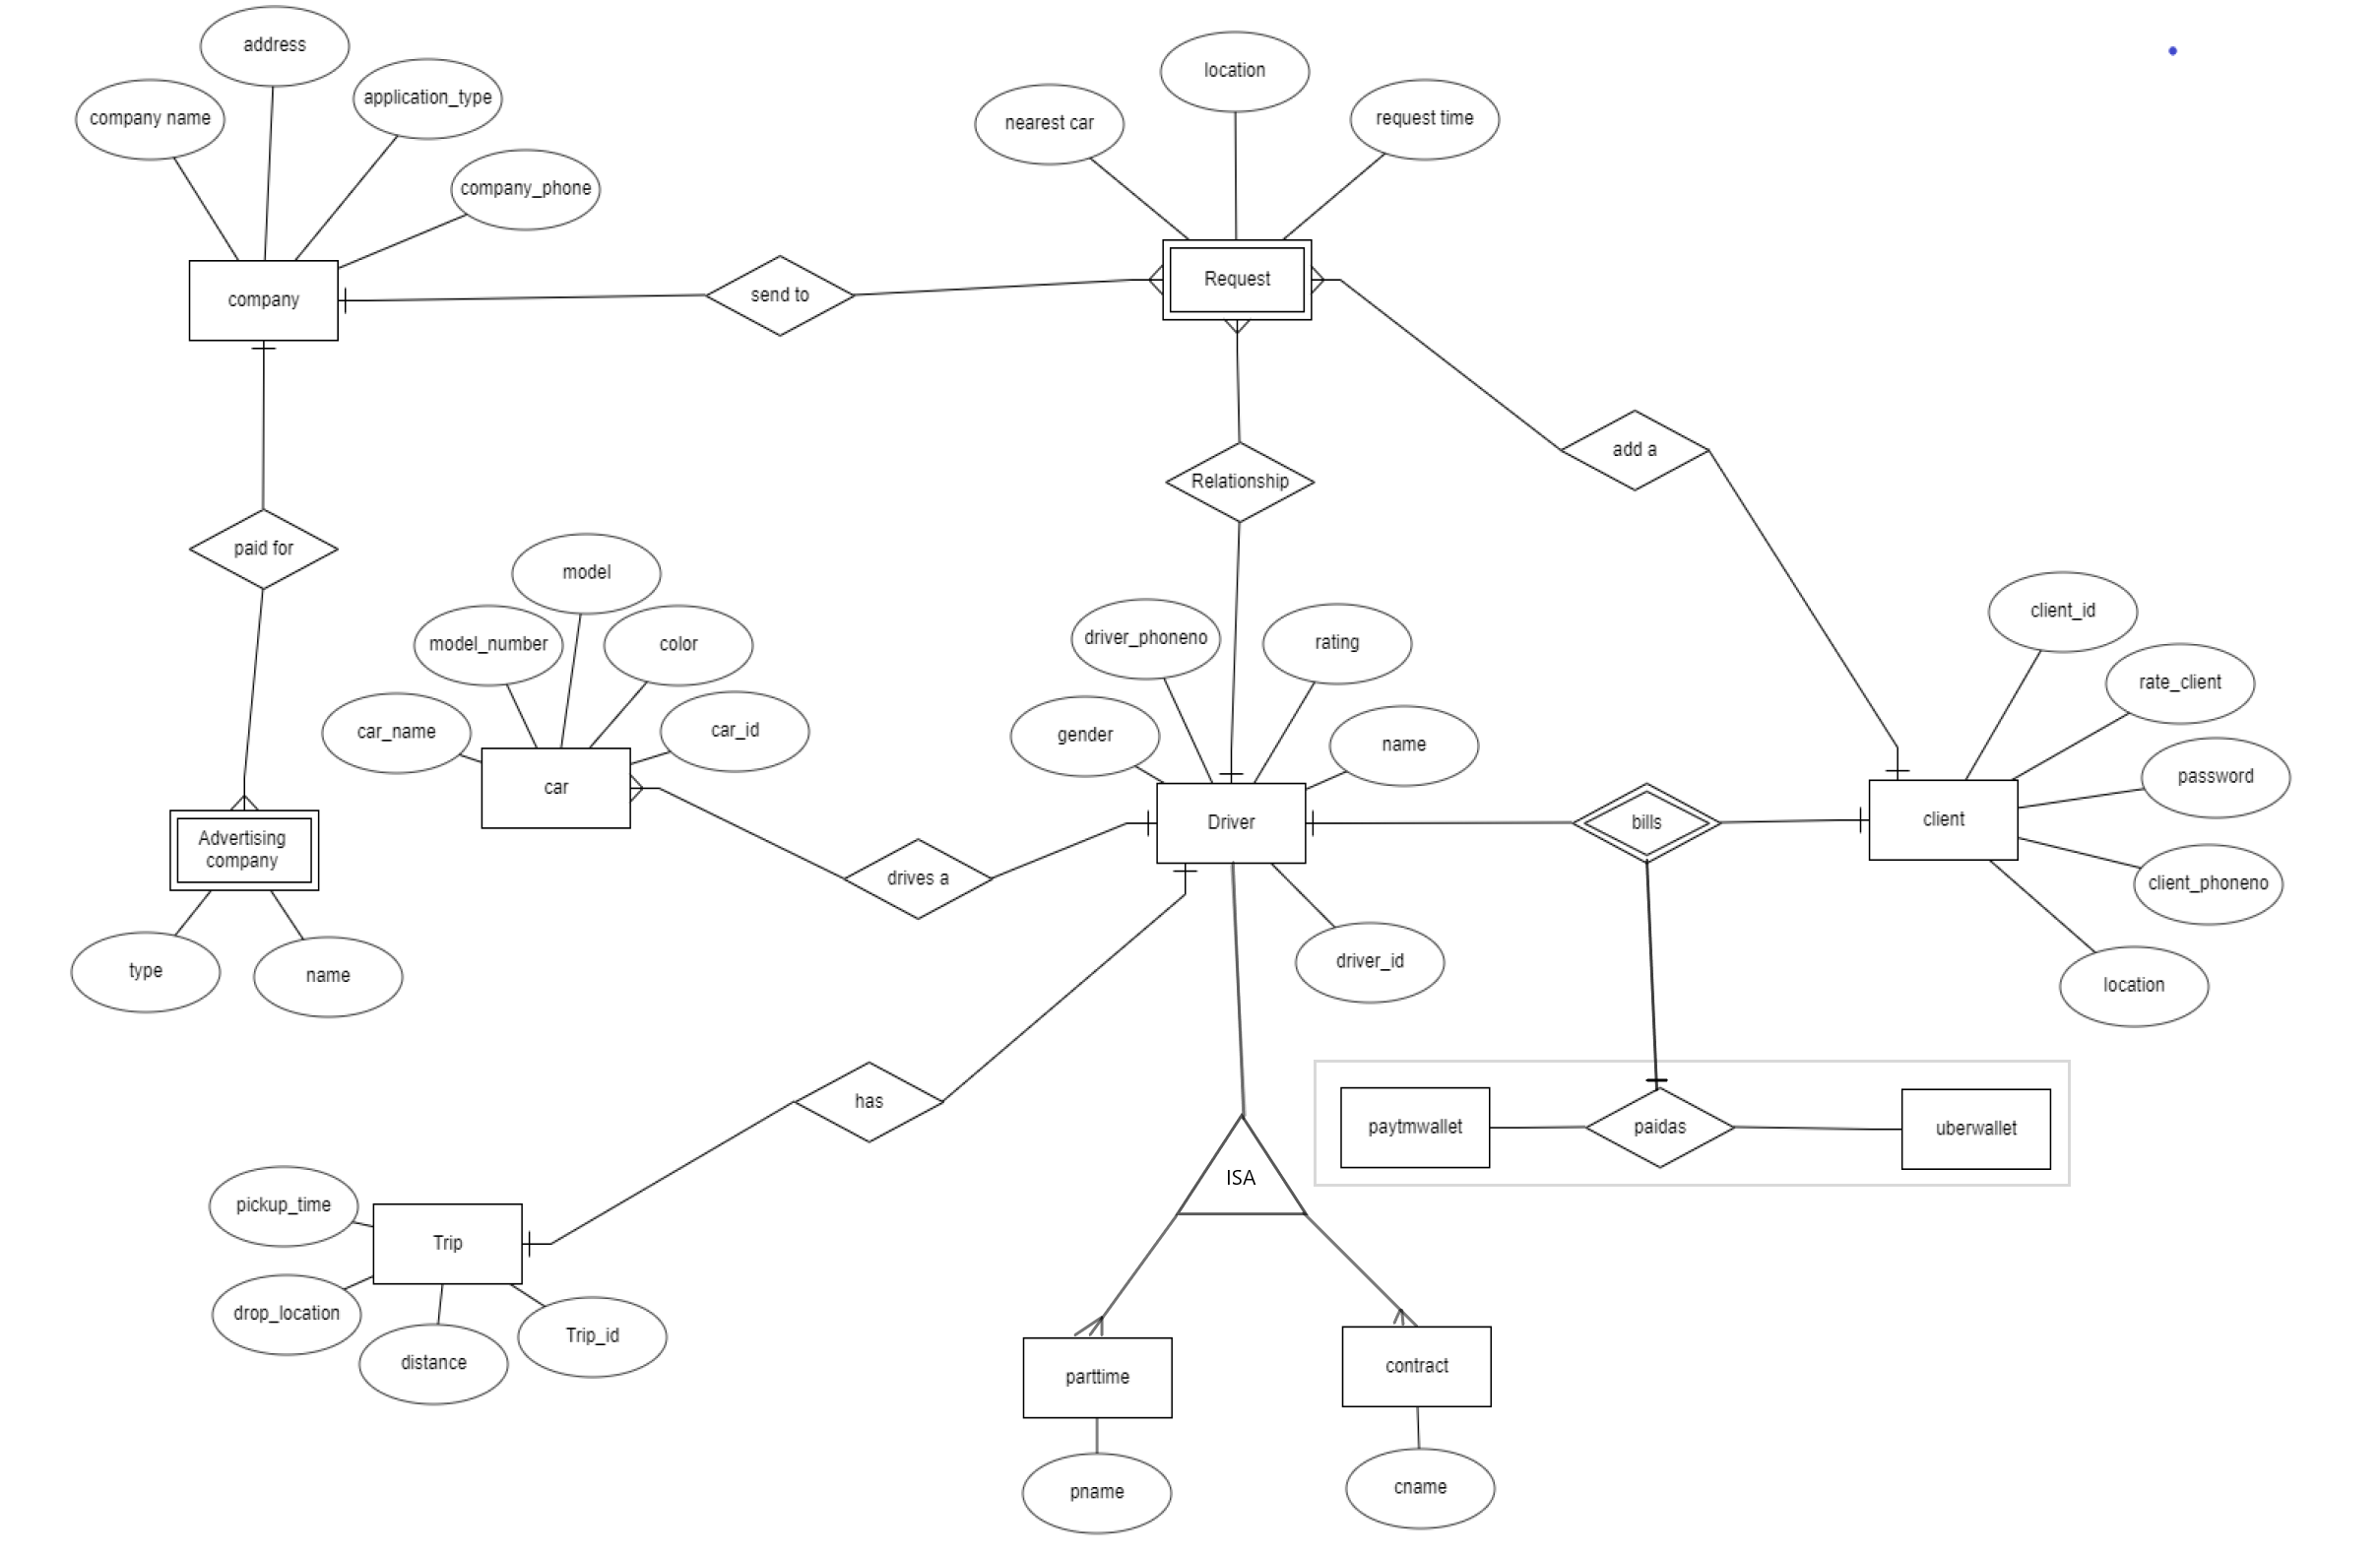 address
location
application_type
company name
nearest car
request time
company_phone
Request
send to
company
add a
Relationship
paid for
model
client_id
driver_phoneno
rating
model_number
color
rate_client
car_name
car_id
gender
name
password
car
Driver
bills
client
Advertising
company
drives a
client_phoneno
driver_id
type
name
location
has
paytmwallet
paidas
uberwallet
ISA
pickup_time
Trip
drop_location
Trip_id
distance
parttime
contract
pname
cname